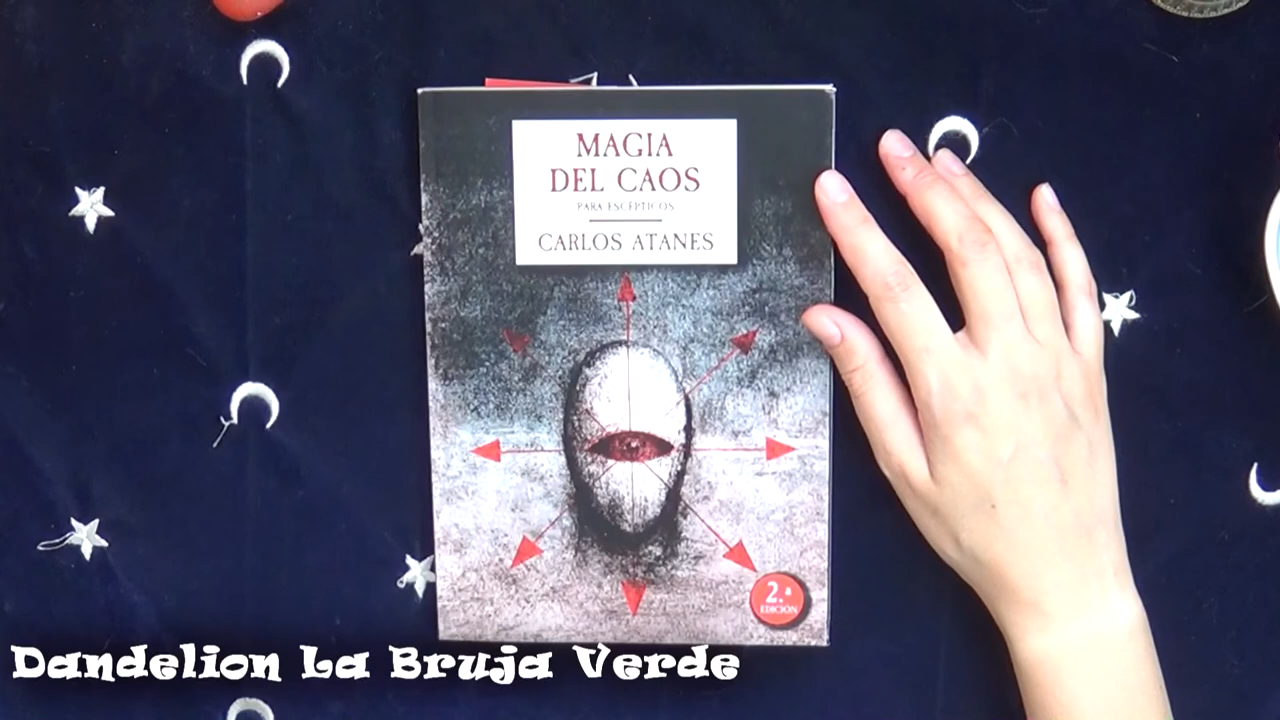 MAGIA
DEL CAOS
PARA ESCÉPTICOS
CARLOS ATANES
2.ª
EDICIÓN
Dandelion La Bruja Verde